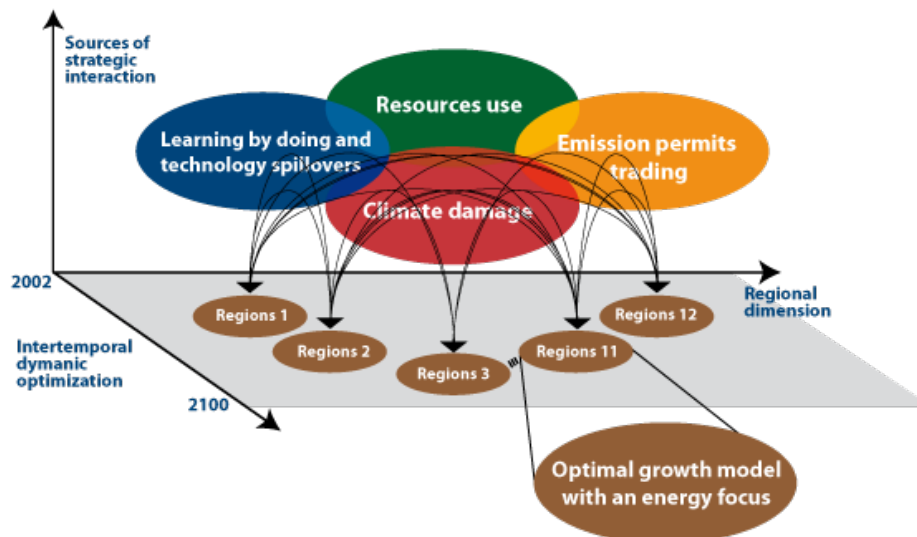 Sources of
strategic
interaction
Resources use
Learning by doing and
technology spillovers
Emission permits
trading
Climate damage
2002
Regional
dimension
Regions 1
Regions 12
Regions 2
Regions 11
Regions 3
Intertemporal
dymanic
optimization
2100
Optimal growth model
with an energy focus